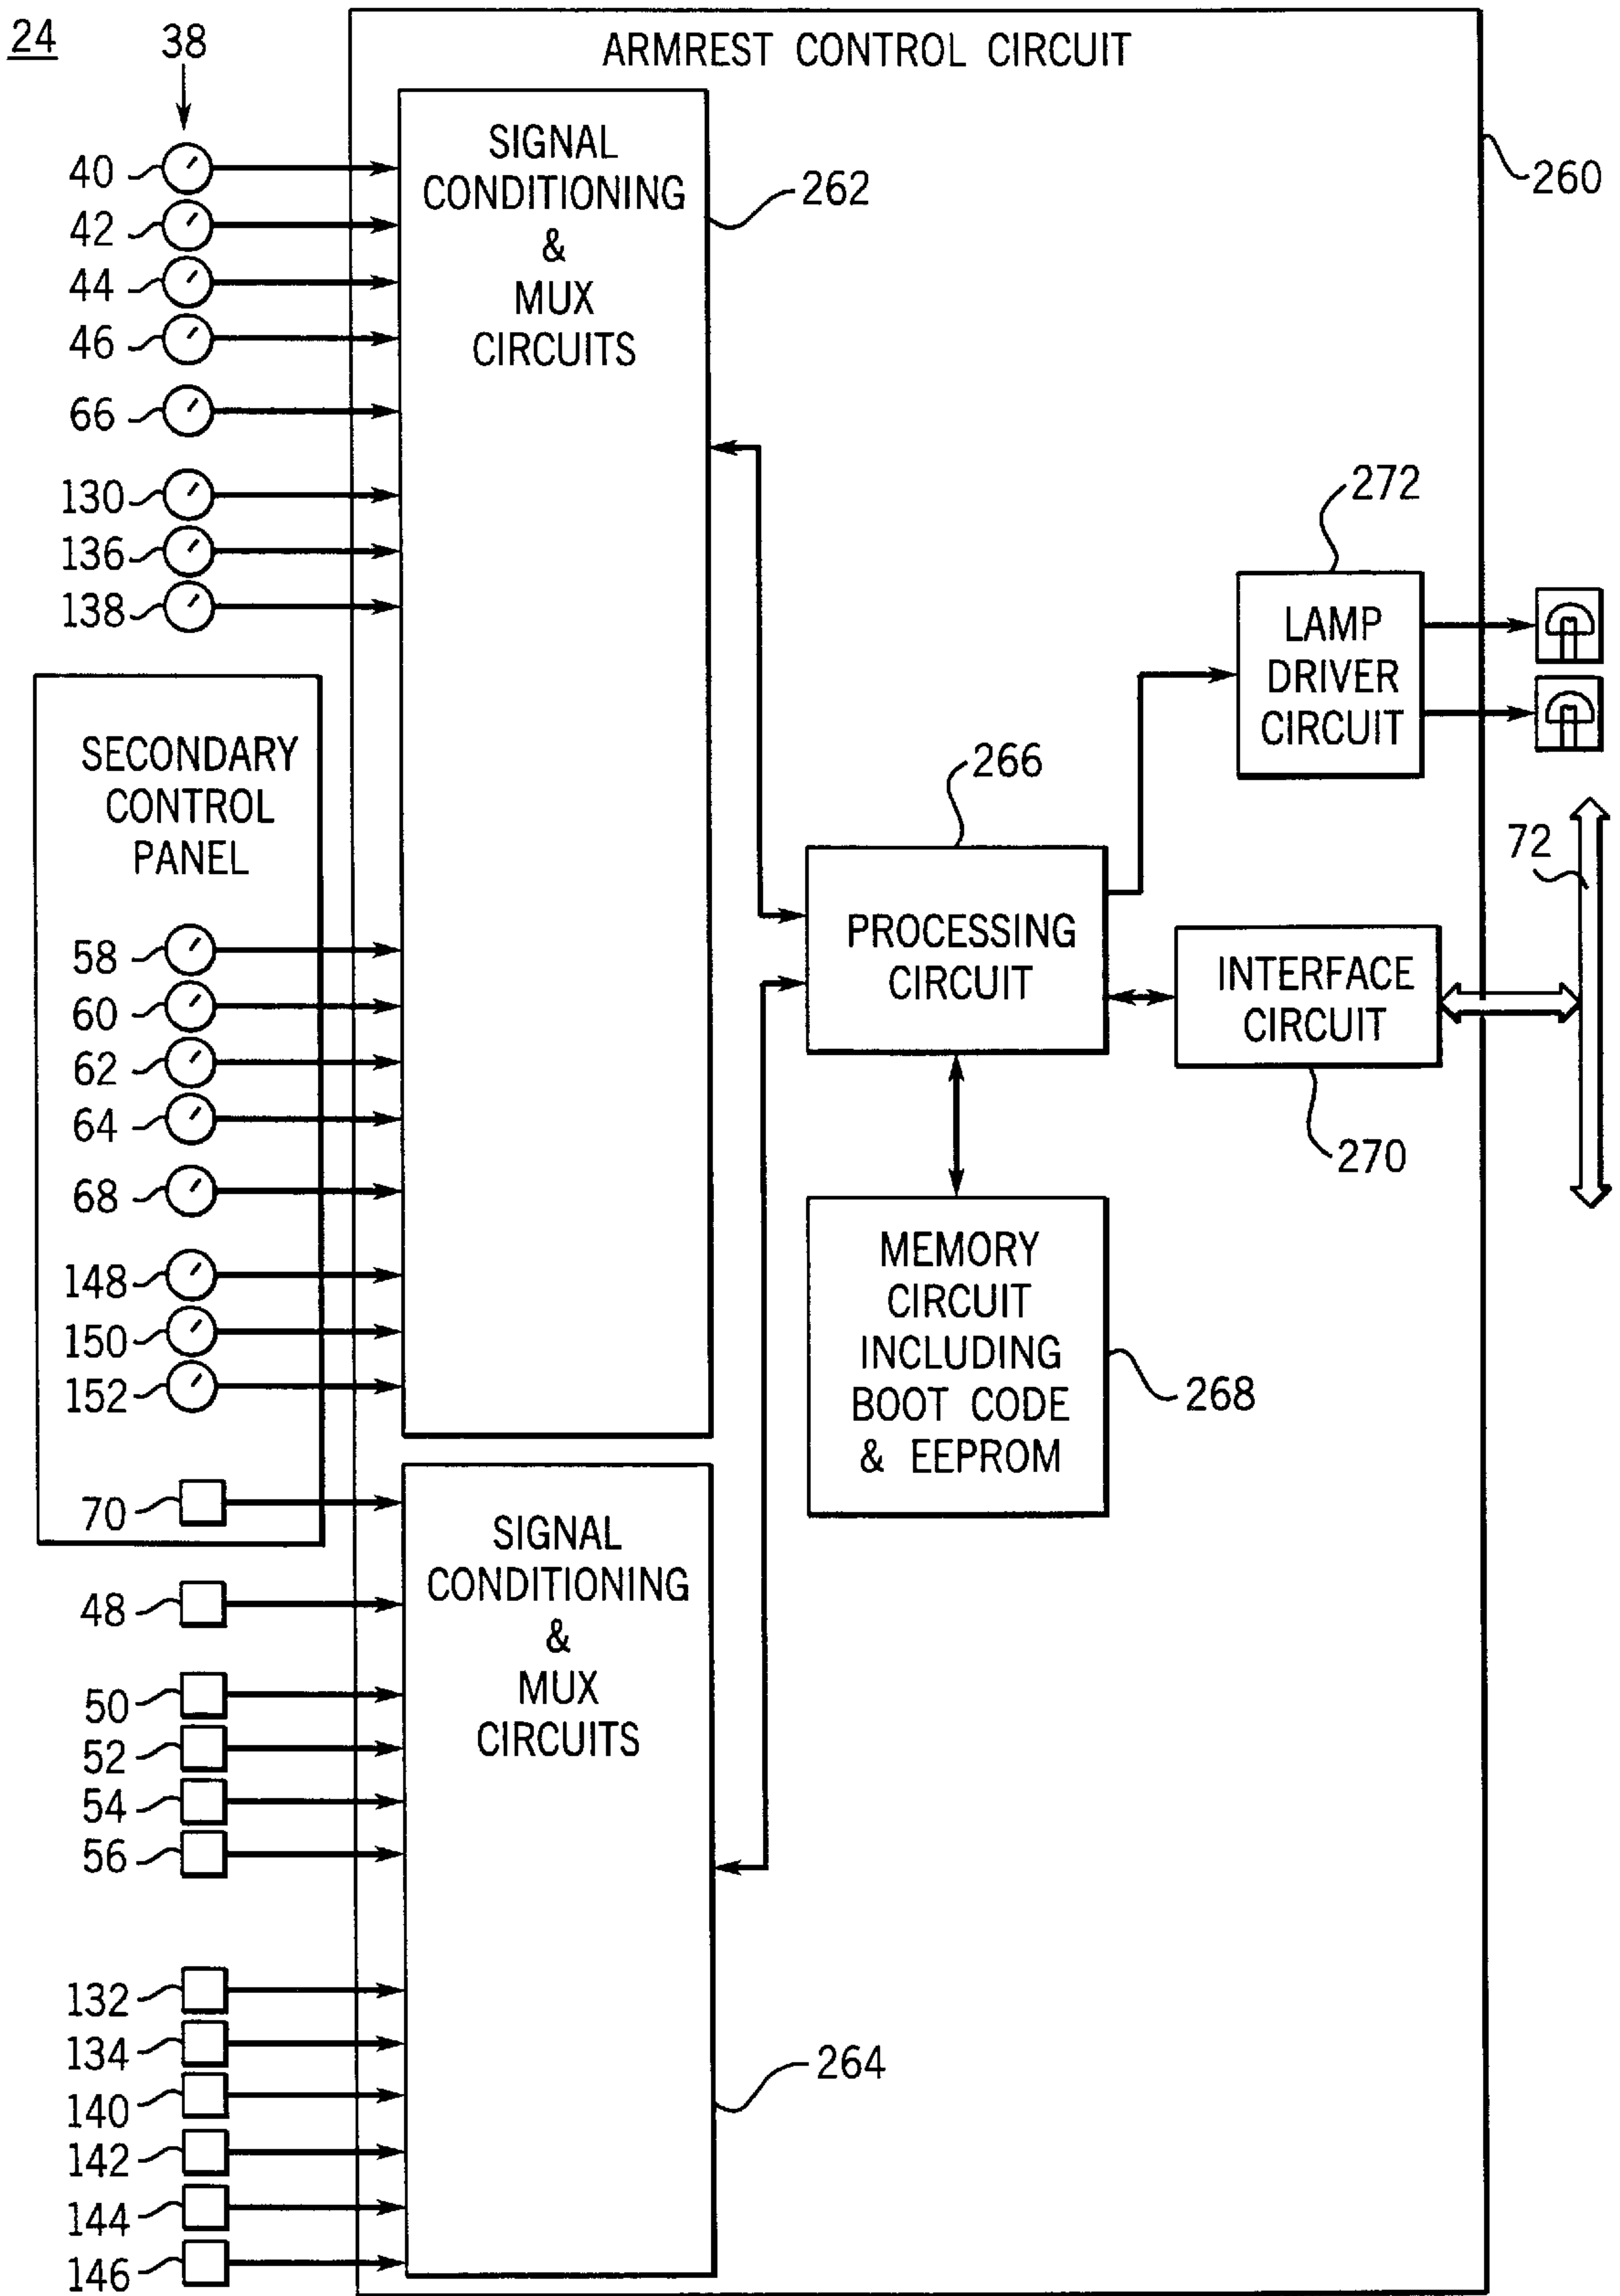 24
38
ARMREST CONTROL CIRCUIT
40
42
44
46
66
130
136
138
SIGNAL
CONDITIONING
&
MUX
CIRCUITS
262
260
272
LAMP
DRIVER
CIRCUIT
SECONDARY
CONTROL
PANEL
58
60
62
64
68
148
150
152
70
266
PROCESSING
CIRCUIT
72
INTERFACE
CIRCUIT
270
MEMORY
CIRCUIT
INCLUDING
BOOT CODE
& EEPROM
268
48
50
52
54
56
132
134
140
142
144
146
SIGNAL
CONDITIONING
&
MUX
CIRCUITS
264